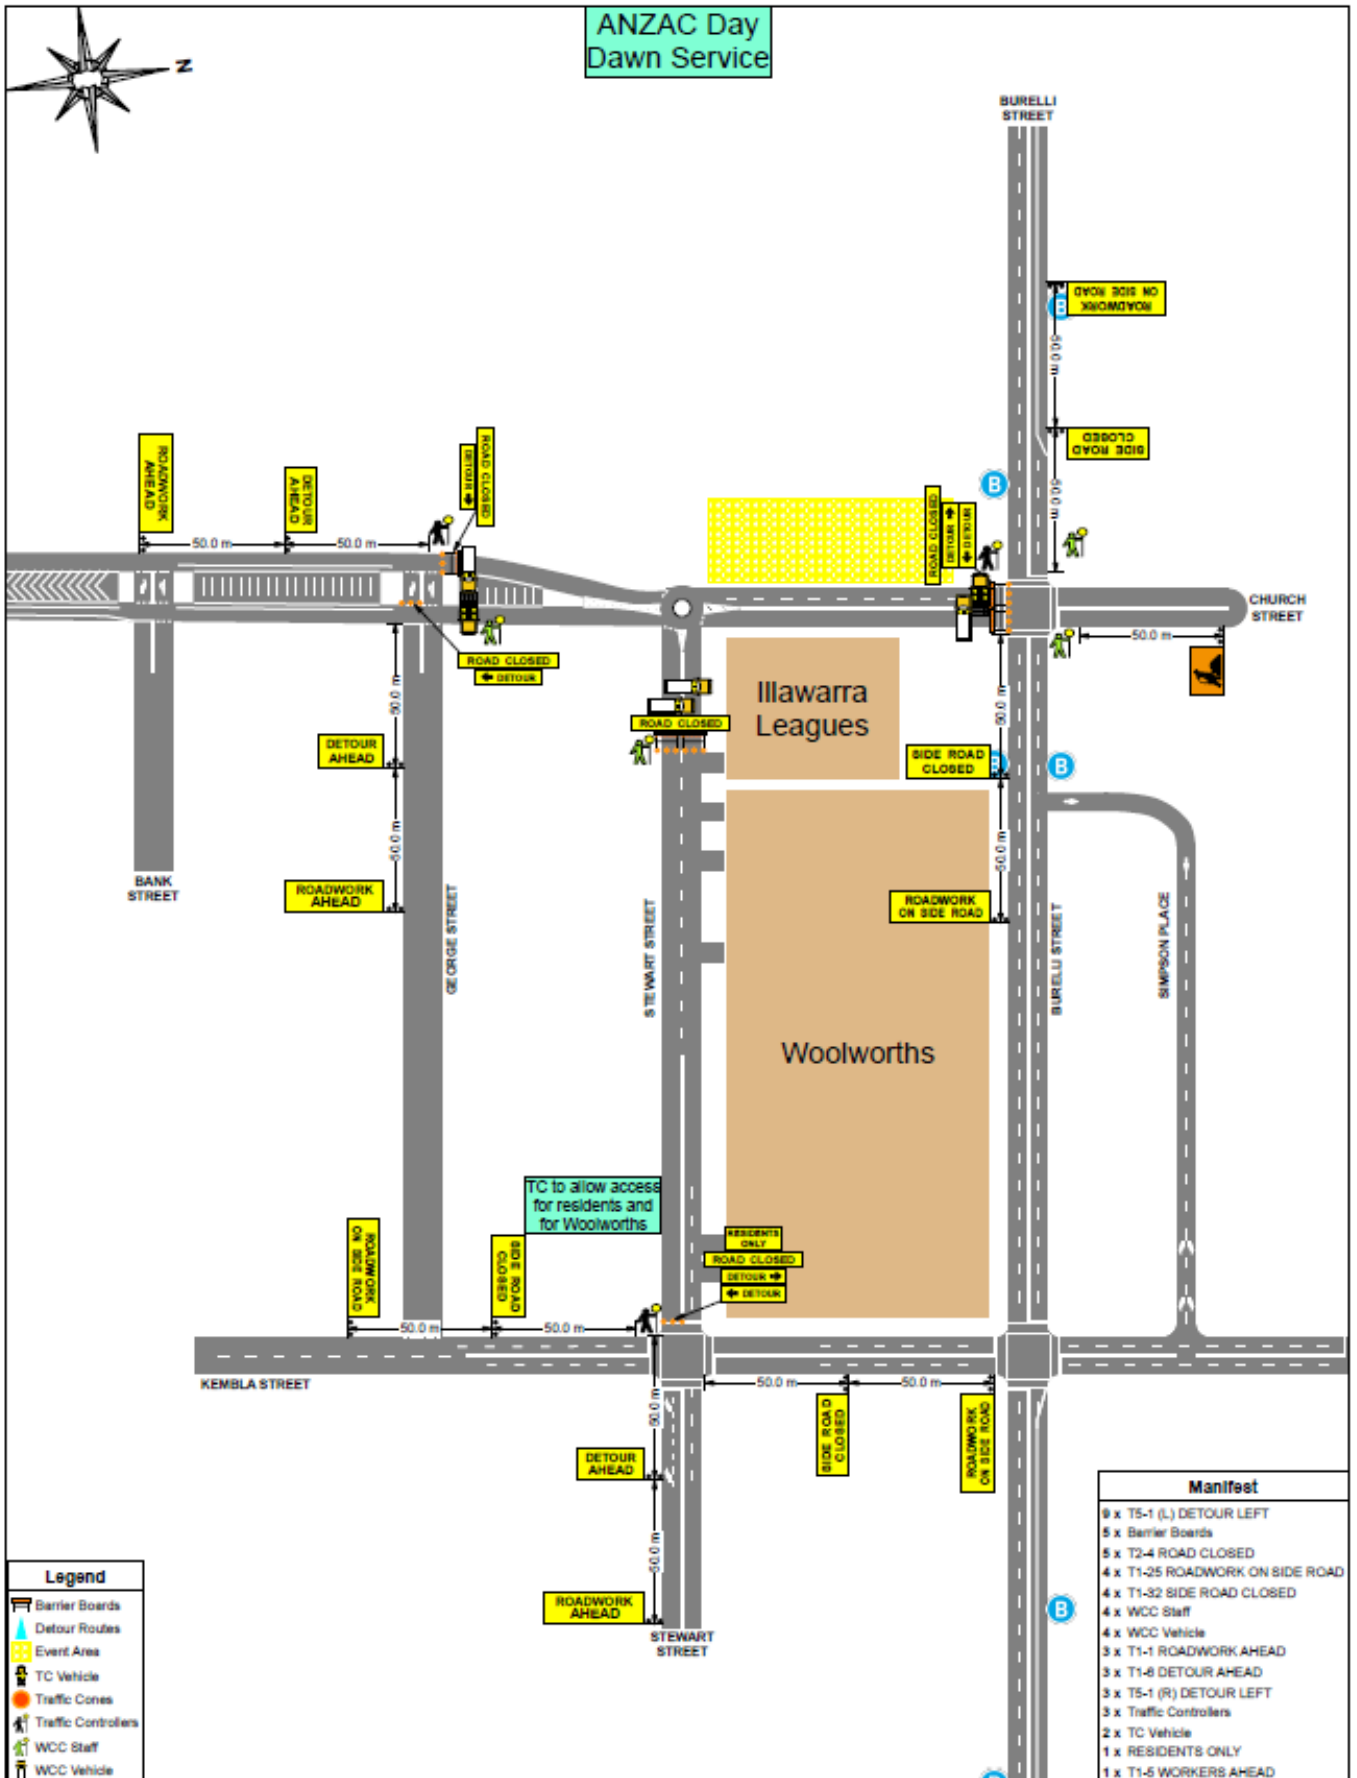 ANZAC Day
Dawn Service
N
BURELLI
STREET
ROADWORK
ON SIDE ROAD
50.0 m
SIDE ROAD
CLOSED
50.0 m
B
B
ROADWORK
AHEAD
DETOUR
AHEAD
50.0 m
50.0 m
ROAD CLOSED
DETOUR
ROAD CLOSED
DETOUR
DETOUR
CHURCH
STREET
50.0 m
ROAD CLOSED
DETOUR
50.0 m
DETOUR
AHEAD
50.0 m
ROADWORK
AHEAD
BANK
STREET
GEORGE STREET
ROAD CLOSED
STEWART STREET
Illawarra
Leagues
50.0 m
SIDE ROAD
CLOSED
B
B
50.0 m
ROADWORK
ON SIDE ROAD
BURELLI STREET
SIMPSON PLACE
Woolworths
TC to allow access
for residents and
for Woolworths
ROADWORK
ON SIDE ROAD
SIDE ROAD
CLOSED
50.0 m
50.0 m
RESIDENTS
ONLY
ROAD CLOSED
DETOUR
DETOUR
KEMBLA STREET
50.0 m
50.0 m
SIDE ROAD
CLOSED
ROADWORK
ON SIDE ROAD
50.0 m
DETOUR
AHEAD
50.0 m
ROADWORK
AHEAD
STEWART
STREET
B
Legend
Barrier Boards
Detour Routes
Event Area
TC Vehicle
Traffic Cones
Traffic Controllers
WCC Staff
WCC Vehicle
Manifest
9 x T5-1 (L) DETOUR LEFT
5 x Barrier Boards
5 x T2-4 ROAD CLOSED
4 x T1-25 ROADWORK ON SIDE ROAD
4 x T1-32 SIDE ROAD CLOSED
4 x WCC Staff
4 x WCC Vehicle
3 x T1-1 ROADWORK AHEAD
3 x T1-6 DETOUR AHEAD
3 x T5-1 (R) DETOUR LEFT
3 x Traffic Controllers
2 x TC Vehicle
1 x RESIDENTS ONLY
1 x T1-5 WORKERS AHEAD